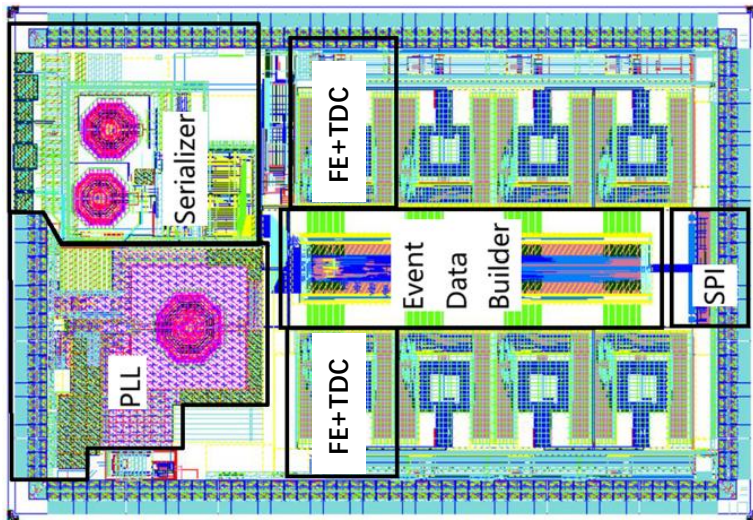 Serializer
FE+TDC
PLL
Event
Data
Builder
SPI
FE+TDC